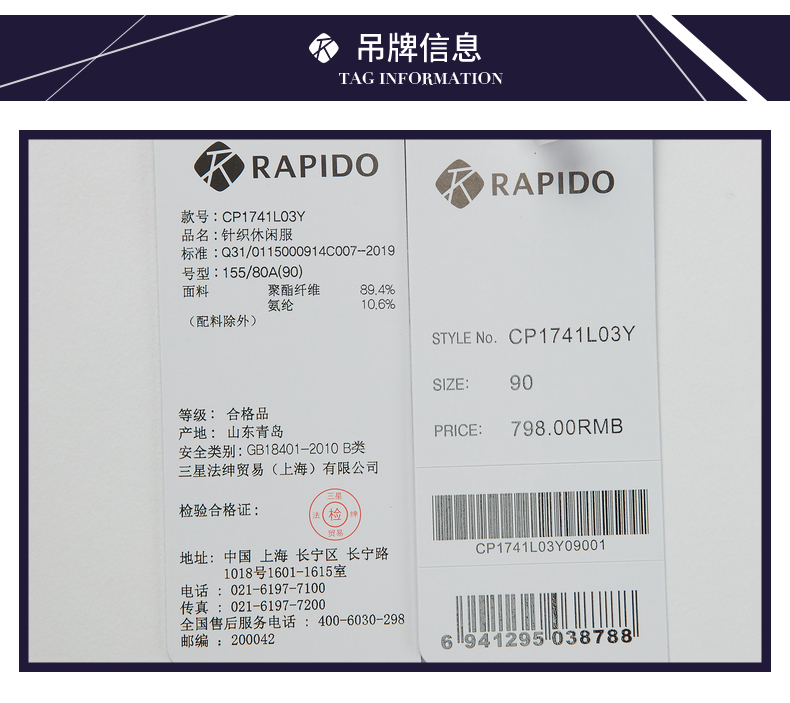 吊牌信息
TAG INFORMATION
RAPIDO
款号：CP1741L03Y
品名：针织休闲服
标准：Q31/0115000914C007-2019
号型：155/80A(90)
面料 聚酯纤维 89.4%
氨纶 10.6%
（配料除外）
等级： 合格品
产地： 山东青岛
安全类别：GB18401-2010 B类
三星法绅贸易（上海）有限公司
检验合格证：
三星
法 检 绅
贸易
地址： 中国 上海 长宁区 长宁路
1018号1601-1615室
电话 ：021-6197-7100
传真 ：021-6197-7200
全国售后服务电话 ：400-6030-298
邮编 ：200042
RAPIDO
STYLE No. CP1741L03Y
SIZE: 90
PRICE: 798.00RMB
CP1741L03Y09001
6 941295 038788